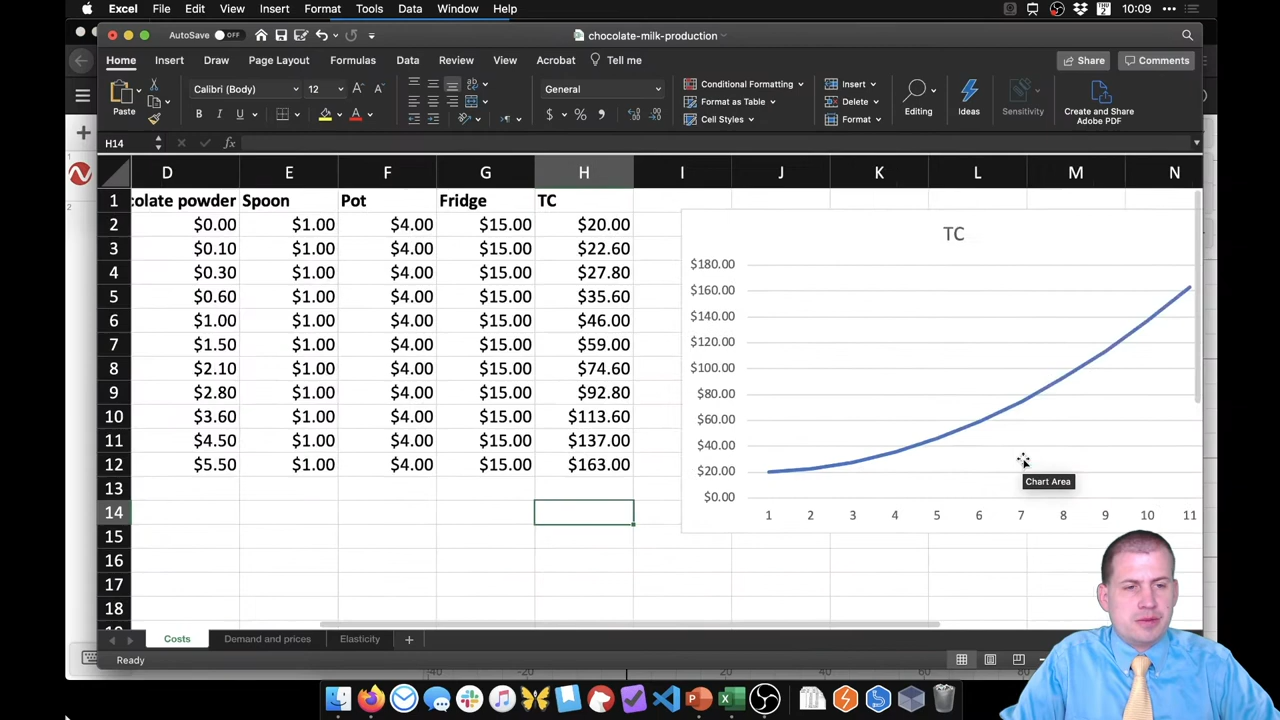 Excel File Edit View Insert Format Tools Data Window Help THU 2 10:09
AutoSave OFF chocolate-milk-production
Home Insert Draw Page Layout Formulas Data Review View Acrobat Tell me Share Comments
Paste Calibri (Body) 12 General Conditional Formatting Insert Editing Ideas Sensitivity Create and Share
Format as Table Delete Adobe PDF
B I U $ % Cell Styles Format
H14 fx
D E F G H I J K L M N
1 colate powder Spoon Pot Fridge TC
2 $0.00 $1.00 $4.00 $15.00 $20.00
3 $0.10 $1.00 $4.00 $15.00 $22.60
4 $0.30 $1.00 $4.00 $15.00 $27.80
5 $0.60 $1.00 $4.00 $15.00 $35.60
6 $1.00 $1.00 $4.00 $15.00 $46.00
7 $1.50 $1.00 $4.00 $15.00 $59.00
8 $2.10 $1.00 $4.00 $15.00 $74.60
9 $2.80 $1.00 $4.00 $15.00 $92.80
10 $3.60 $1.00 $4.00 $15.00 $113.60
11 $4.50 $1.00 $4.00 $15.00 $137.00
12 $5.50 $1.00 $4.00 $15.00 $163.00
13
14
15
16
17
18
TC
$180.00
$160.00
$140.00
$120.00
$100.00
$80.00
$60.00
$40.00
$20.00
$0.00
1 2 3 4 5 6 7 8 9 10 11
Chart Area
Costs Demand and prices Elasticity
Ready